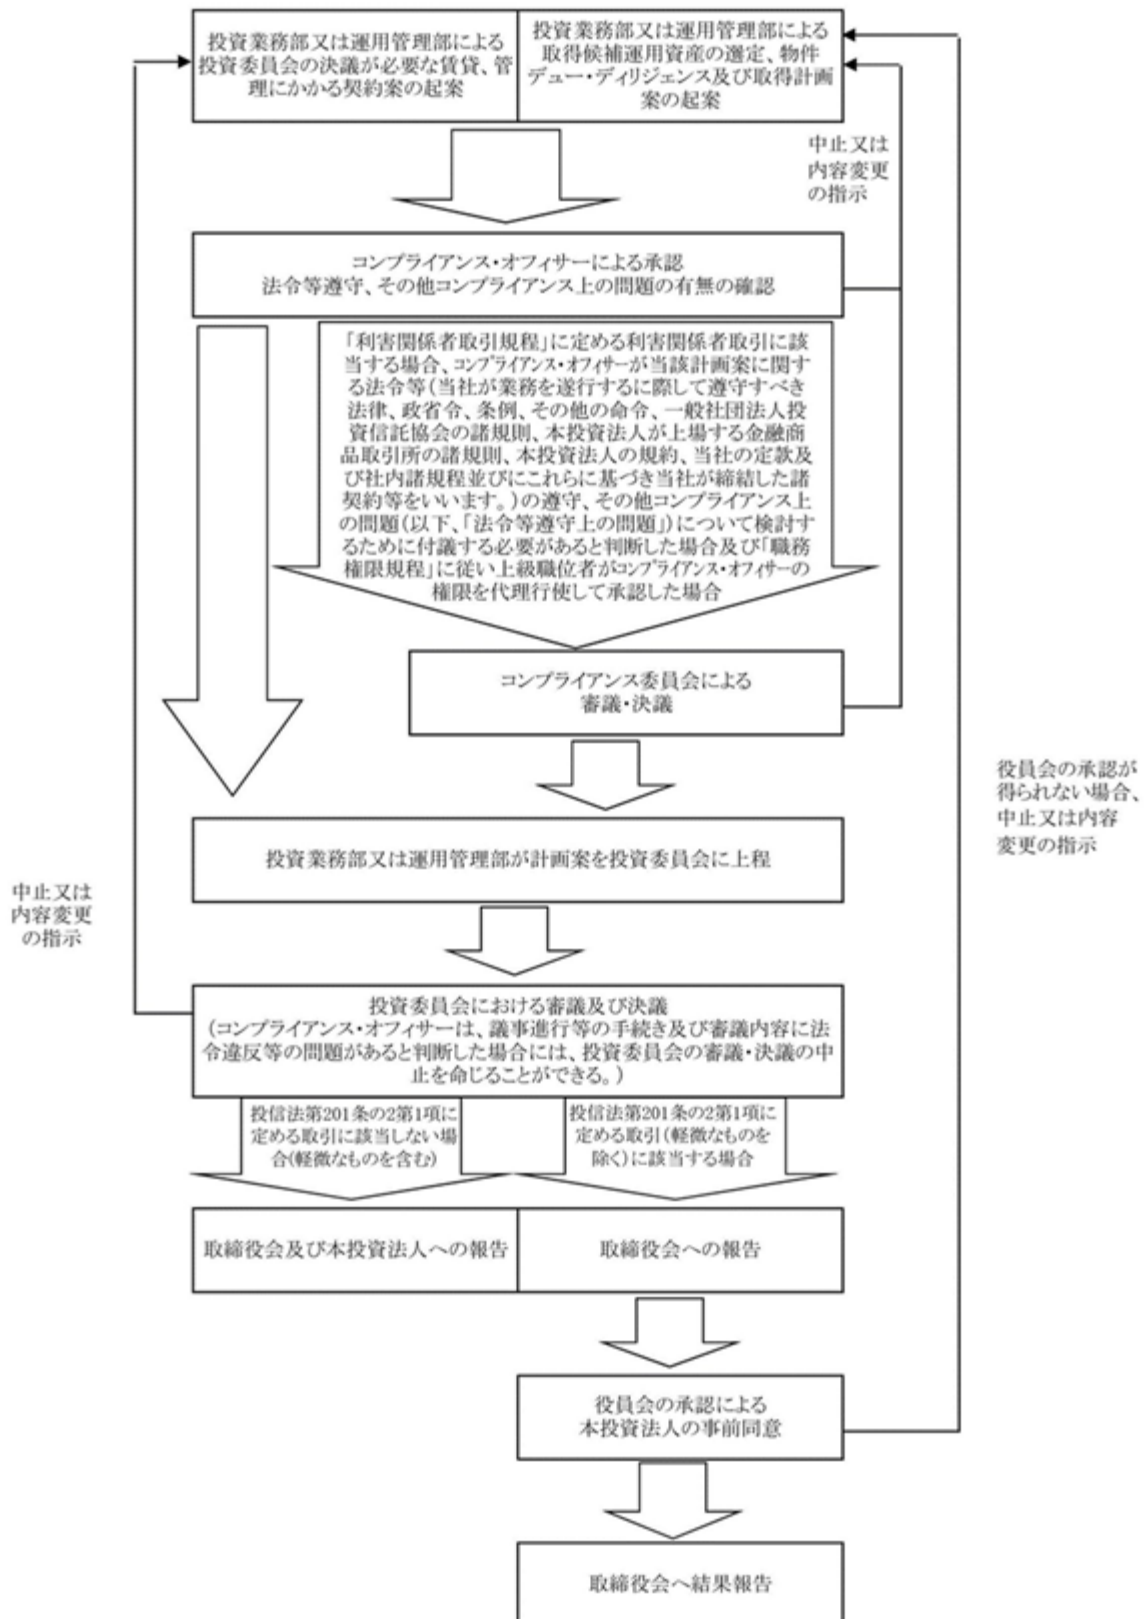 投資業務部又は運用管理部による
投資委員会の決議が必要な賃貸、管
理にかかる契約案の起案
投資業務部又は運用管理部による
取得候補運用資産の選定、物件
デュー・ディリジェンス及び取得計画
案の起案
中止又は
内容変更
の指示
コンプライアンス・オフィサーによる承認
法令等遵守、その他コンプライアンス上の問題の有無の確認
「利害関係者取引規程」に定める利害関係者取引に該
当する場合、コンプライアンス・オフィサーが当該計画案に関す
る法令等(当社が業務を遂行するに際して遵守すべき
法律、政省令、条例、その他の命令、一般社団法人投
資信託協会の諸規則、本投資法人が上場する金融商
品取引所の諸規則、本投資法人の規約、当社の定款及
び社内諸規程並びにこれらに基づき当社が締結した諸
契約等をいいます。)の遵守、その他コンプライアンス上
の問題(以下、「法令等遵守上の問題」)について検討す
るために付議する必要があると判断した場合及び「職務
権限規程」に従い上級職位者がコンプライアンス・オフィサーの
権限を代理行使して承認した場合
コンプライアンス委員会による
審議・決議
役員会の承認が
得られない場合、
中止又は内容
変更の指示
投資業務部又は運用管理部が計画案を投資委員会に上程
中止又は
内容変更
の指示
投資委員会における審議及び決議
(コンプライアンス・オフィサーは、議事進行等の手続き及び審議内容に法
令違反等の問題があると判断した場合には、投資委員会の審議・決議の中
止を命じることができる。)
投信法第201条の2第1項に
定める取引に該当しない場
合(軽微なものを含む)
投信法第201条の2第1項に
定める取引(軽微なものを
除く)に該当する場合
取締役会及び本投資法人への報告
取締役会への報告
役員会の承認による
本投資法人の事前同意
取締役会へ結果報告